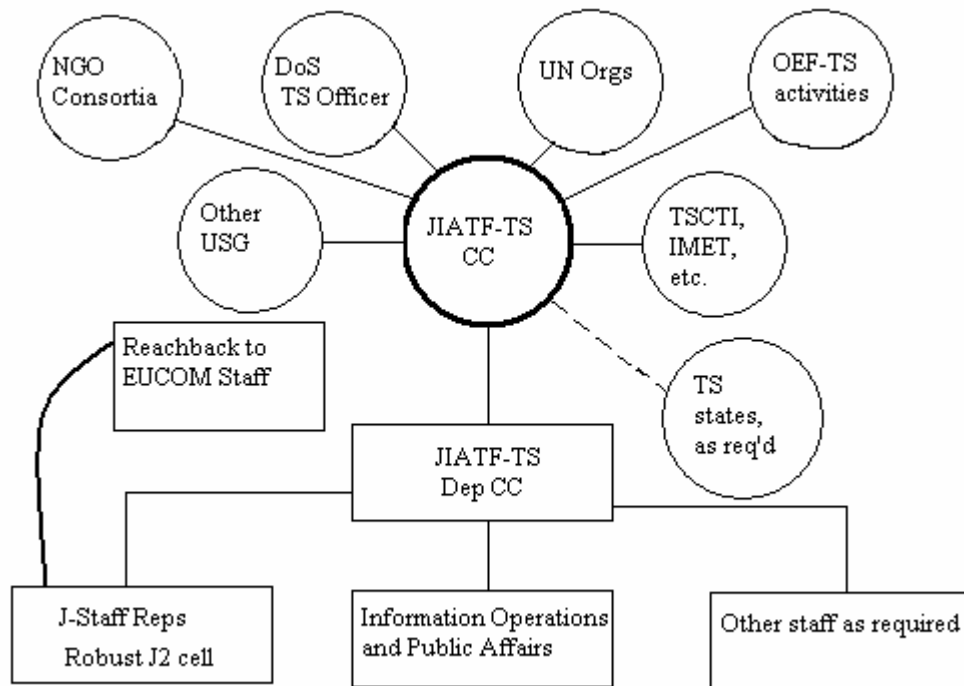 NGO
Consortia
DoS
TS Officer
UN Orgs
OEF-TS
activities
Other
USG
JIATF-TS
CC
TSCTI,
IMET,
etc.
Reachback to
EUCOM Staff
TS
states,
as req'd
JIATF-TS
Dep CC
J-Staff Reps
Robust J2 cell
Information Operations
and Public Affairs
Other staff as required